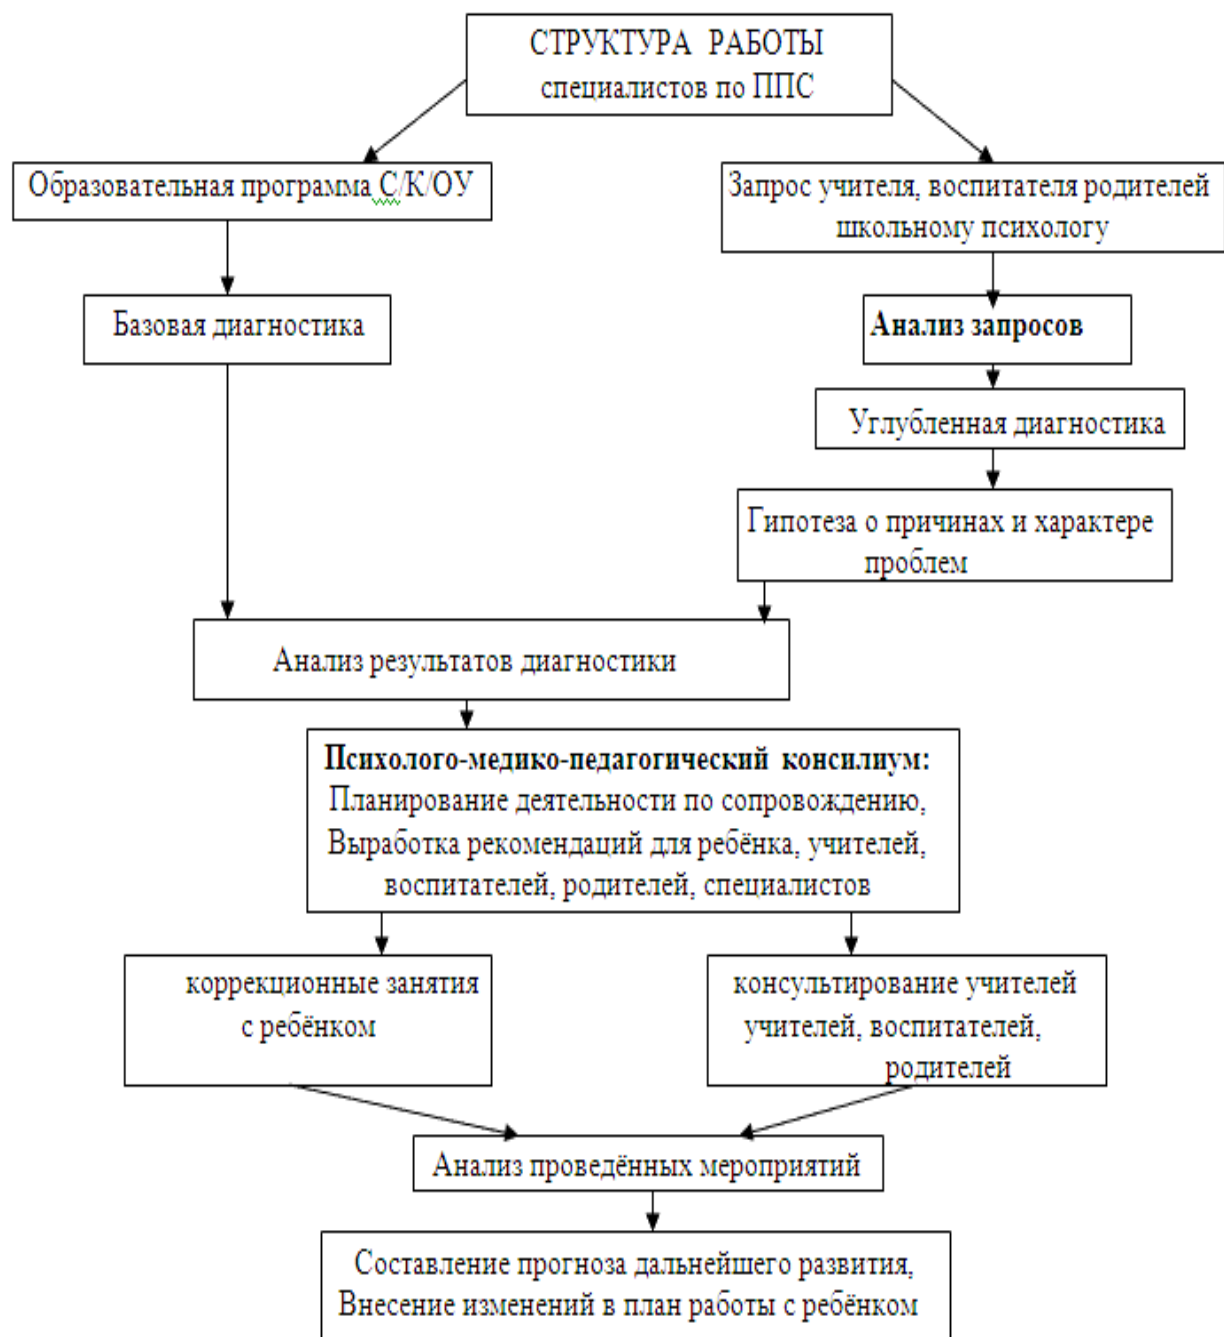 СТРУКТУРА РАБОТЫ
специалистов по ППС
Образовательная программа С/К/ОУ
Запрос учителя, воспитателя родителей
школьному психологу
Базовая диагностика
Анализ запросов
Углубленная диагностика
Гипотеза о причинах и характере
проблем
Анализ результатов диагностики
Психолого-медико-педагогический консилиум:
Планирование деятельности по сопровождению,
Выработка рекомендаций для ребёнка, учителей,
воспитателей, родителей, специалистов
коррекционные занятия
с ребёнком
консультирование учителей
учителей, воспитателей,
родителей
Анализ проведённых мероприятий
Составление прогноза дальнейшего развития,
Внесение изменений в план работы с ребёнком